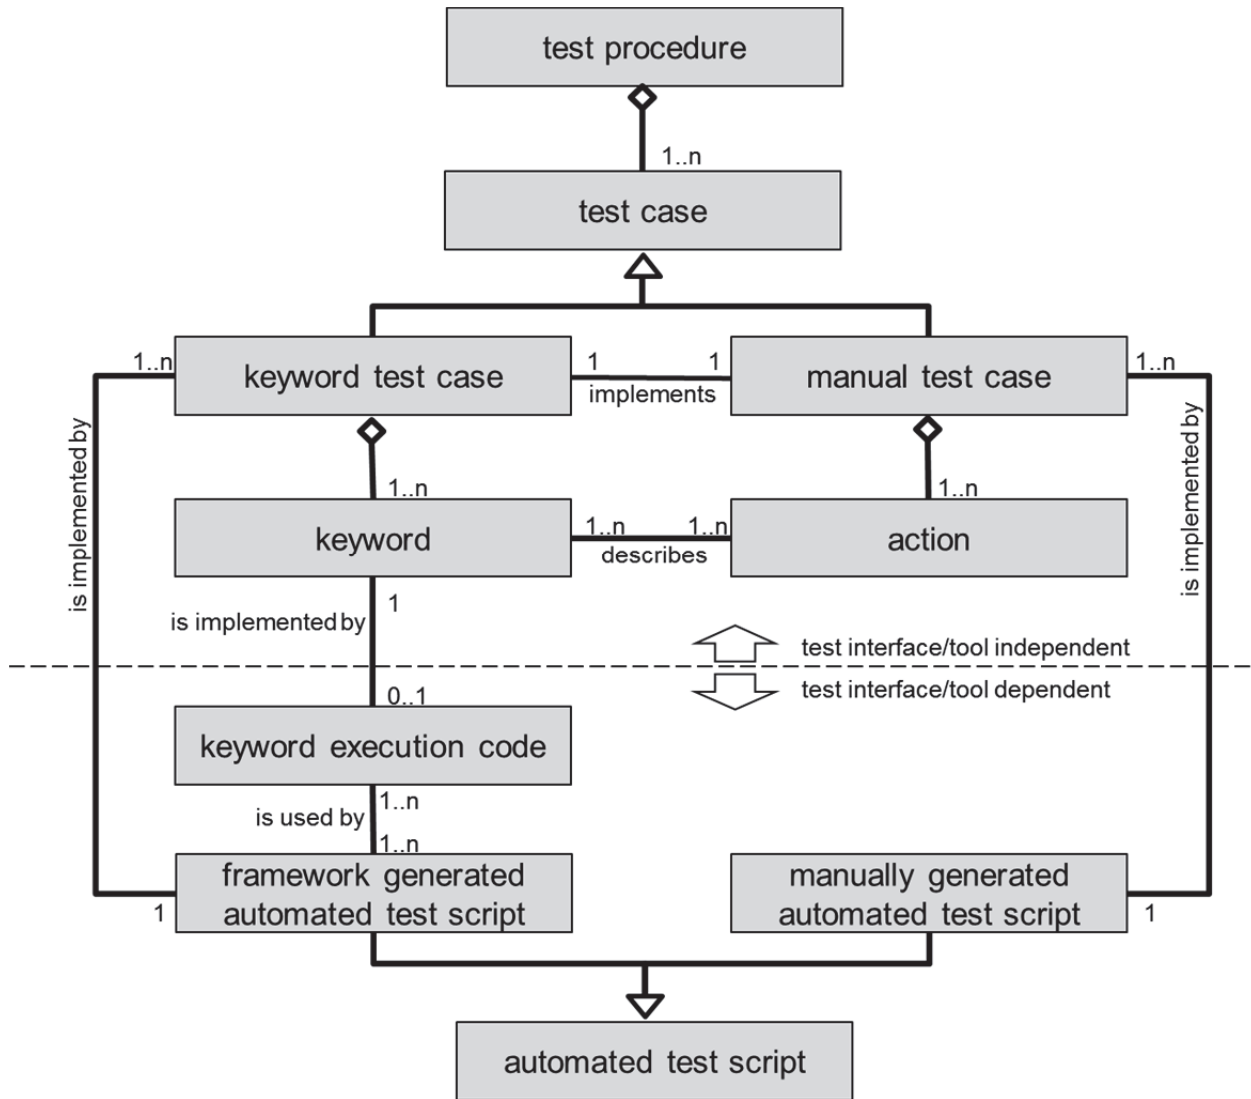 test procedure
1..n
test case
1..n
keyword test case
1
1
implements
manual test case
1..n
is implemented by
is implemented by
1..n
1..n
keyword
1..n
1..n
describes
action
is implemented by
1
test interface/tool independent
test interface/tool dependent
0..1
keyword execution code
is used by
1..n
1..n
framework generated
automated test script
1
manually generated
automated test script
1
automated test script